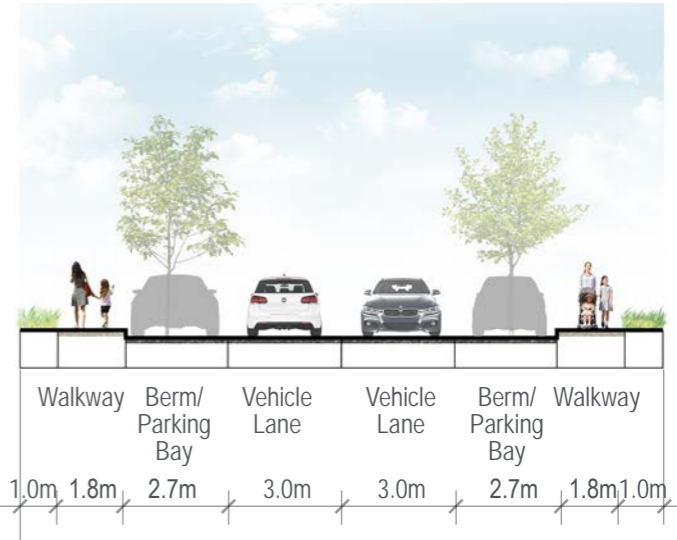 Walkway Berm/ Vehicle Vehicle Berm/ Walkway
Parking Lane Lane Parking
Bay Bay
1.0m 1.8m 2.7m 3.0m 3.0m 2.7m 1.8m 1.0m